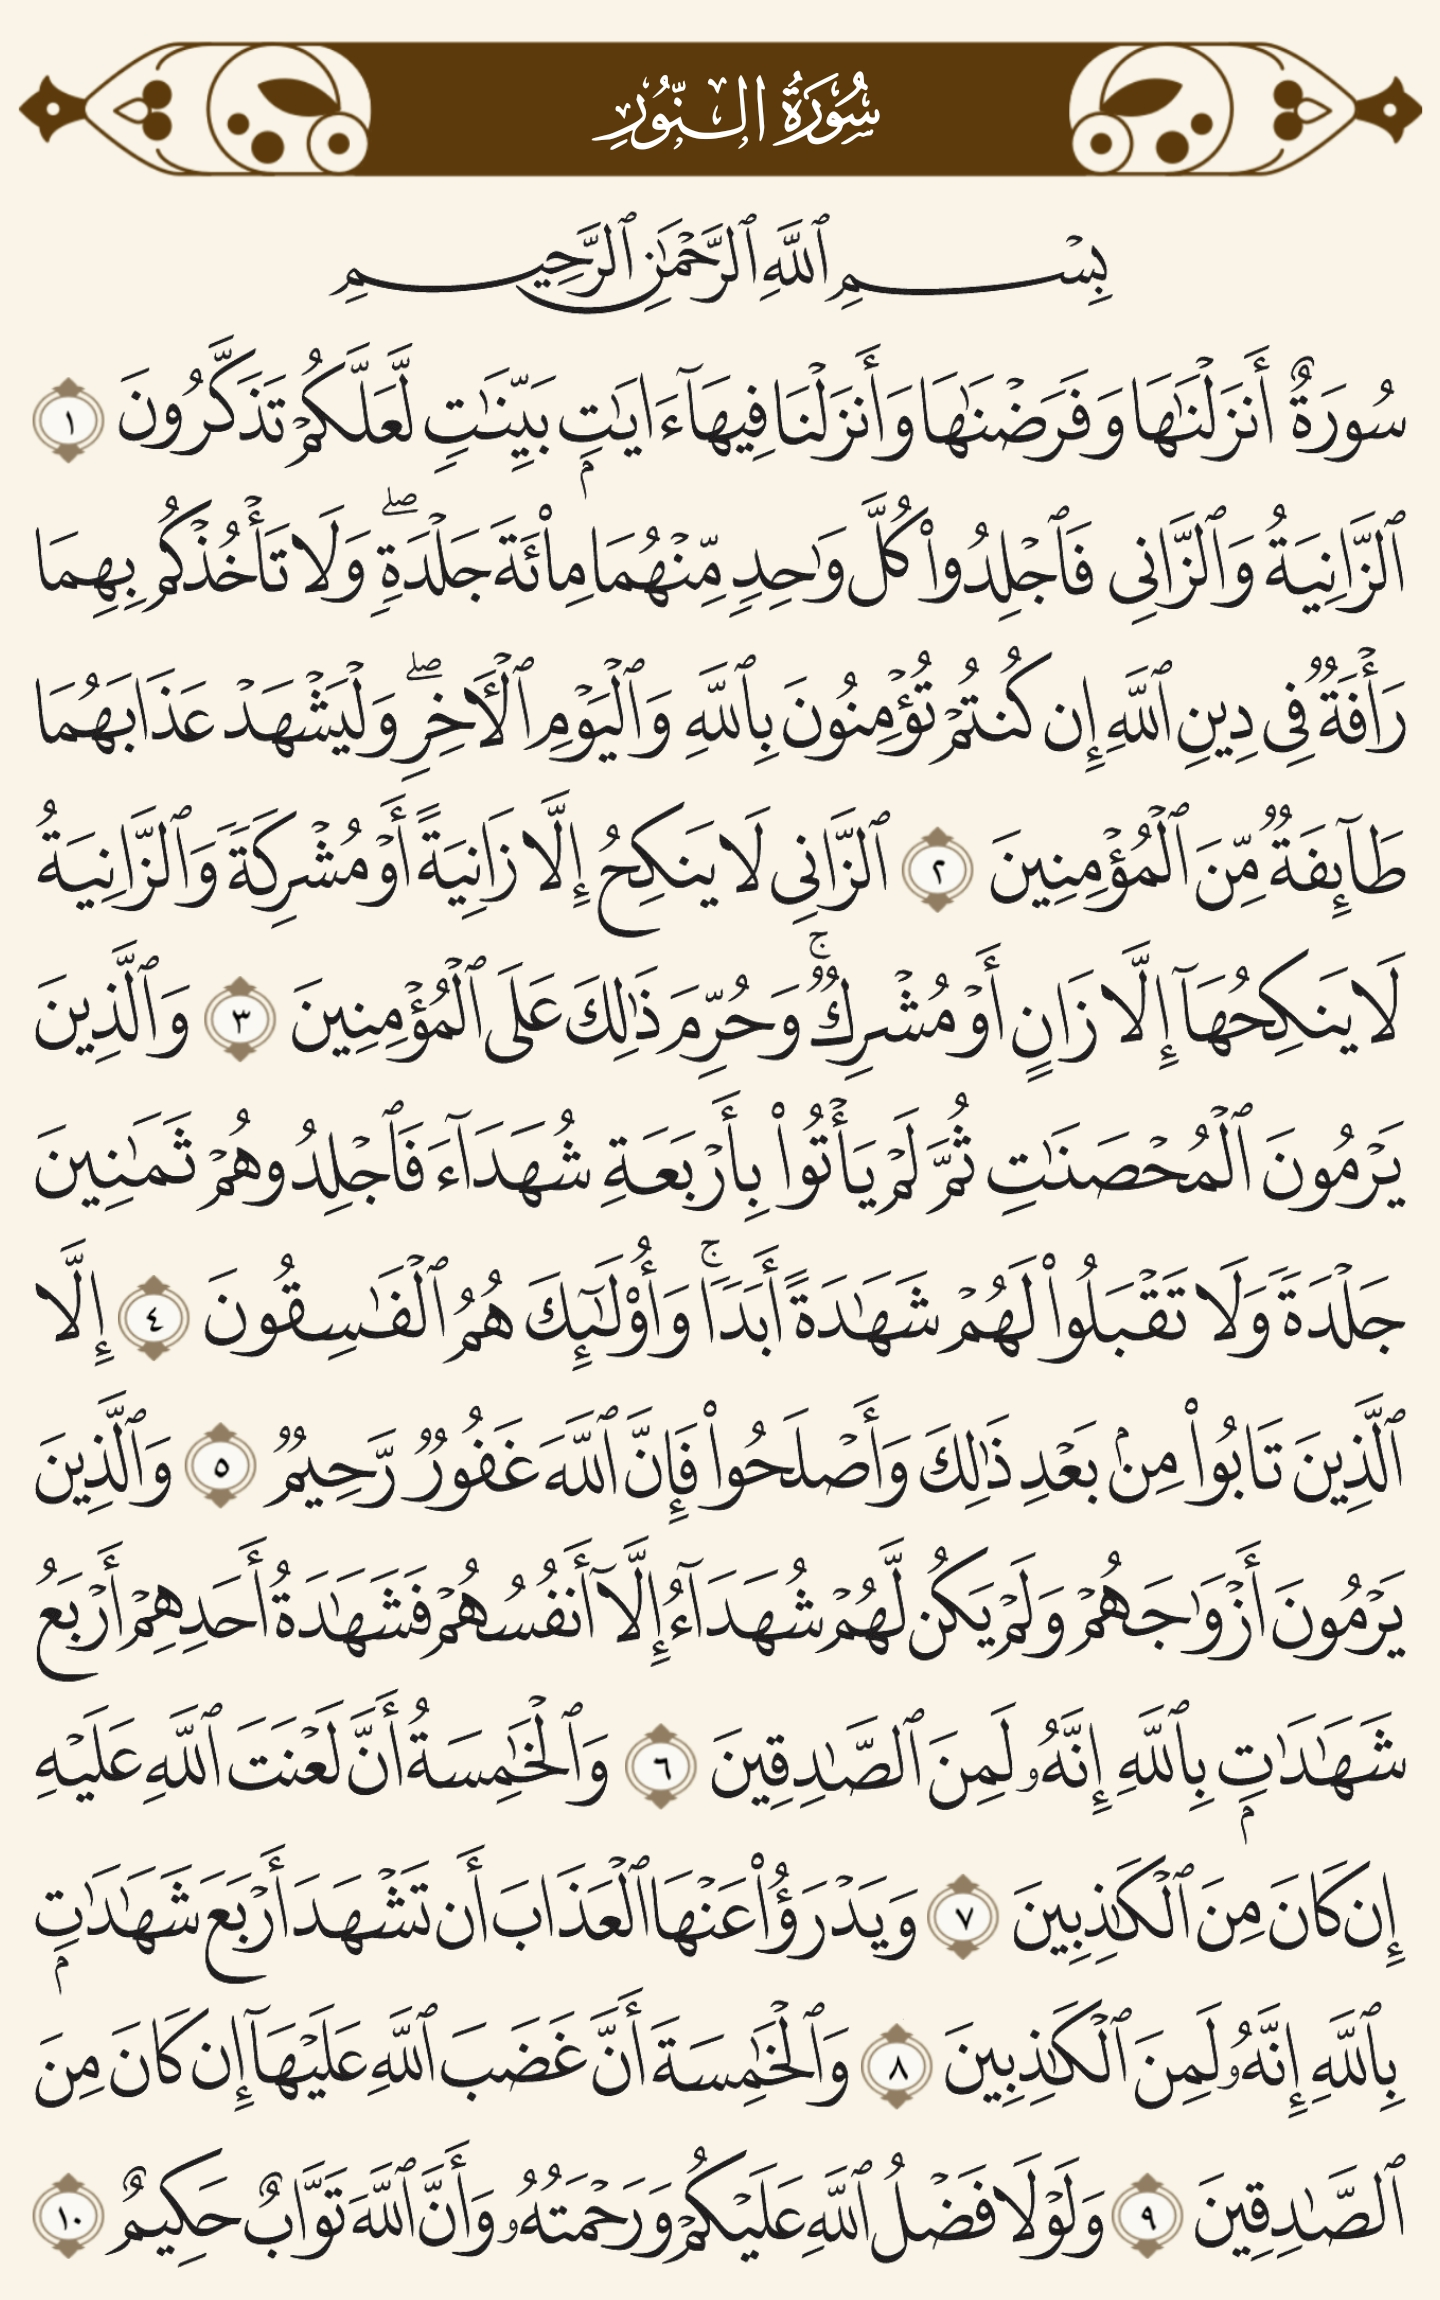 سُورَةُ النُّورِ
بِسْمِ ٱللَّهِ ٱلرَّحْمَٰنِ ٱلرَّحِيمِ
سُورَةٌ أَنزَلْنَٰهَا وَفَرَضْنَٰهَا وَأَنزَلْنَا فِيهَآ ءَايَٰتِۭ بَيِّنَٰتٍ لَّعَلَّكُمْ تَذَكَّرُونَ ١
ٱلزَّانِيَةُ وَٱلزَّانِى فَٱجْلِدُوا۟ كُلَّ وَٰحِدٍ مِّنْهُمَا مِا۟ئَةَ جَلْدَةٍ ۖ وَلَا تَأْخُذْكُم بِهِمَا
رَأْفَةٌ فِى دِينِ ٱللَّهِ إِن كُنتُمْ تُؤْمِنُونَ بِٱللَّهِ وَٱلْيَوْمِ ٱلْءَاخِرِ ۖ وَلْيَشْهَدْ عَذَابَهُمَا
طَآئِفَةٌ مِّنَ ٱلْمُؤْمِنِينَ ٢ ٱلزَّانِى لَا يَنكِحُ إِلَّا زَانِيَةً أَوْ مُشْرِكَةً وَٱلزَّانِيَةُ
لَا يَنكِحُهَآ إِلَّا زَانٍ أَوْ مُشْرِكٌ ۚ وَحُرِّمَ ذَٰلِكَ عَلَى ٱلْمُؤْمِنِينَ ٣ وَٱلَّذِينَ
يَرْمُونَ ٱلْمُحْصَنَٰتِ ثُمَّ لَمْ يَأْتُوا۟ بِأَرْبَعَةِ شُهَدَآءَ فَٱجْلِدُوهُمْ ثَمَٰنِينَ
جَلْدَةً وَلَا تَقْبَلُوا۟ لَهُمْ شَهَٰدَةً أَبَدًا ۚ وَأُو۟لَٰٓئِكَ هُمُ ٱلْفَٰسِقُونَ ٤ إِلَّا
ٱلَّذِينَ تَابُوا۟ مِنۢ بَعْدِ ذَٰلِكَ وَأَصْلَحُوا۟ فَإِنَّ ٱللَّهَ غَفُورٌ رَّحِيمٌ ٥ وَٱلَّذِينَ
يَرْمُونَ أَزْوَٰجَهُمْ وَلَمْ يَكُن لَّهُمْ شُهَدَآءُ إِلَّآ أَنفُسُهُمْ فَشَهَٰدَةُ أَحَدِهِمْ أَرْبَعُ
شَهَٰدَٰتِۭ بِٱللَّهِ إِنَّهُۥ لَمِنَ ٱلصَّٰدِقِينَ ٦ وَٱلْخَٰمِسَةُ أَنَّ لَعْنَتَ ٱللَّهِ عَلَيْهِ
إِن كَانَ مِنَ ٱلْكَٰذِبِينَ ٧ وَيَدْرَؤُا۟ عَنْهَا ٱلْعَذَابَ أَن تَشْهَدَ أَرْبَعَ شَهَٰدَٰتِۭ
بِٱللَّهِ إِنَّهُۥ لَمِنَ ٱلْكَٰذِبِينَ ٨ وَٱلْخَٰمِسَةَ أَنَّ غَضَبَ ٱللَّهِ عَلَيْهَآ إِن كَانَ مِنَ
ٱلصَّٰدِقِينَ ٩ وَلَوْلَا فَضْلُ ٱللَّهِ عَلَيْكُمْ وَرَحْمَتُهُۥ وَأَنَّ ٱللَّهَ تَوَّابٌ حَكِيمٌ ١٠